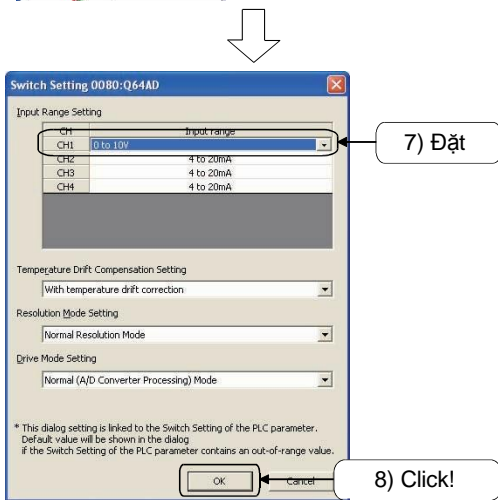 Switch Setting 0080:Q64AD
Input Range Setting
CH Input range
CH1 0 to 10V
7) Đặt
CH2 4 to 20mA
CH3 4 to 20mA
CH4 4 to 20mA
Temperature Drift Compensation Setting
With temperature drift correction
Resolution Mode Setting
Normal Resolution Mode
Drive Mode Setting
Normal (A/D Converter Processing) Mode
* This dialog setting is linked to the Switch Setting of the PLC parameter.
Default value will be shown in the dialog
if the Switch Setting of the PLC parameter contains an out-of-range value.
OK Cancel 8) Click!